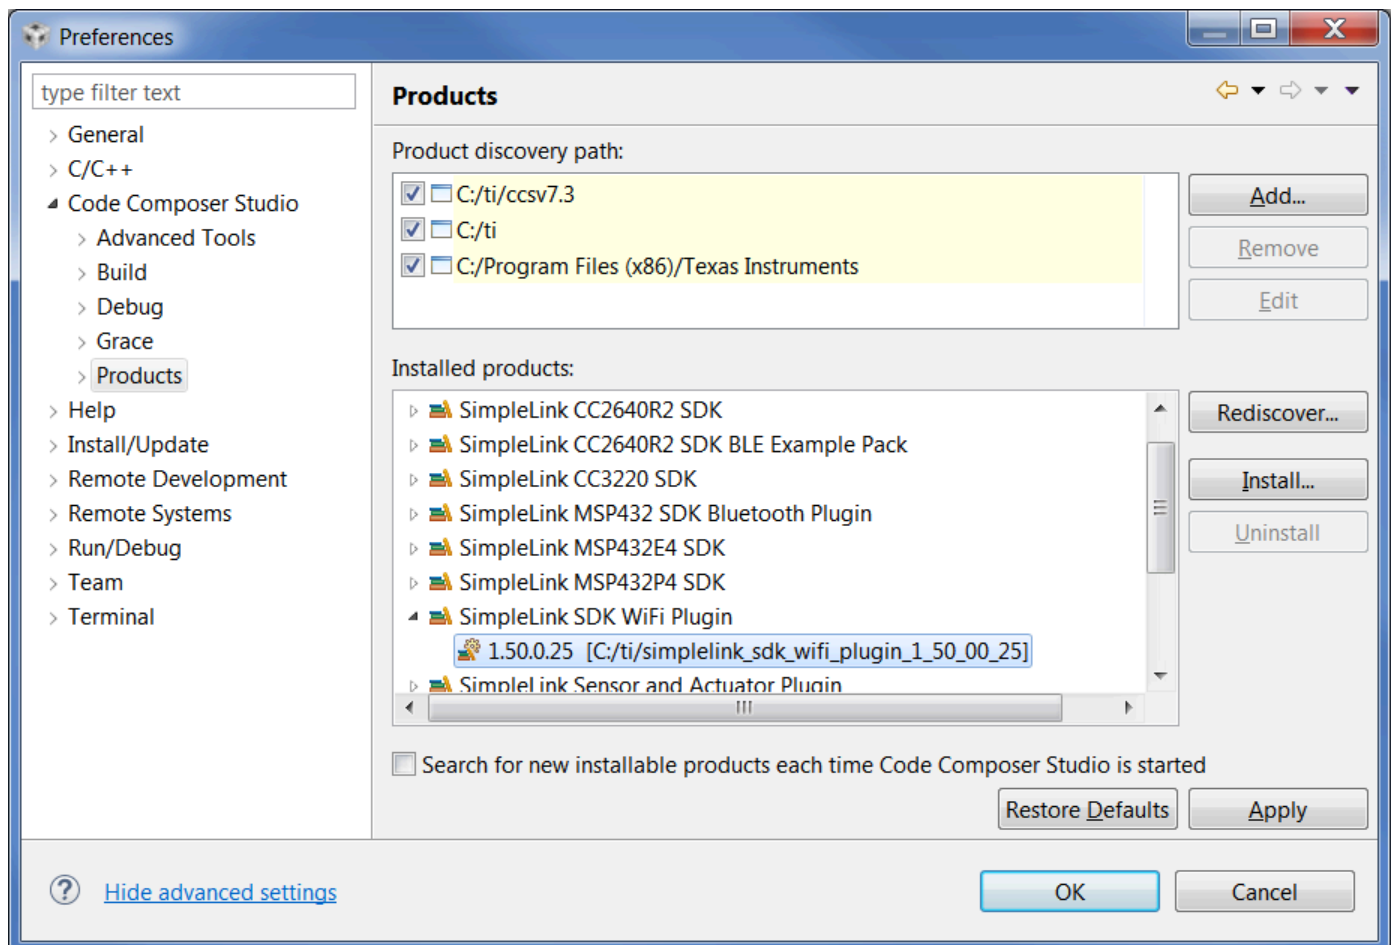 Preferences
type filter text
General
C/C++
Code Composer Studio
Advanced Tools
Build
Debug
Grace
Products
Help
Install/Update
Remote Development
Remote Systems
Run/Debug
Team
Terminal
Products
Product discovery path:
C:/ti/ccsv7.3
C:/ti
C:/Program Files (x86)/Texas Instruments
Add...
Remove
Edit
Installed products:
SimpleLink CC2640R2 SDK
SimpleLink CC2640R2 SDK BLE Example Pack
SimpleLink CC3220 SDK
SimpleLink MSP432 SDK Bluetooth Plugin
SimpleLink MSP432E4 SDK
SimpleLink MSP432P4 SDK
SimpleLink SDK WiFi Plugin
1.50.0.25 [C:/ti/simplelink_sdk_wifi_plugin_1_50_00_25]
SimpleLink Sensor and Actuator Plugin
Rediscover...
Install...
Uninstall
Search for new installable products each time Code Composer Studio is started
Restore Defaults
Apply
?
Hide advanced settings
OK
Cancel